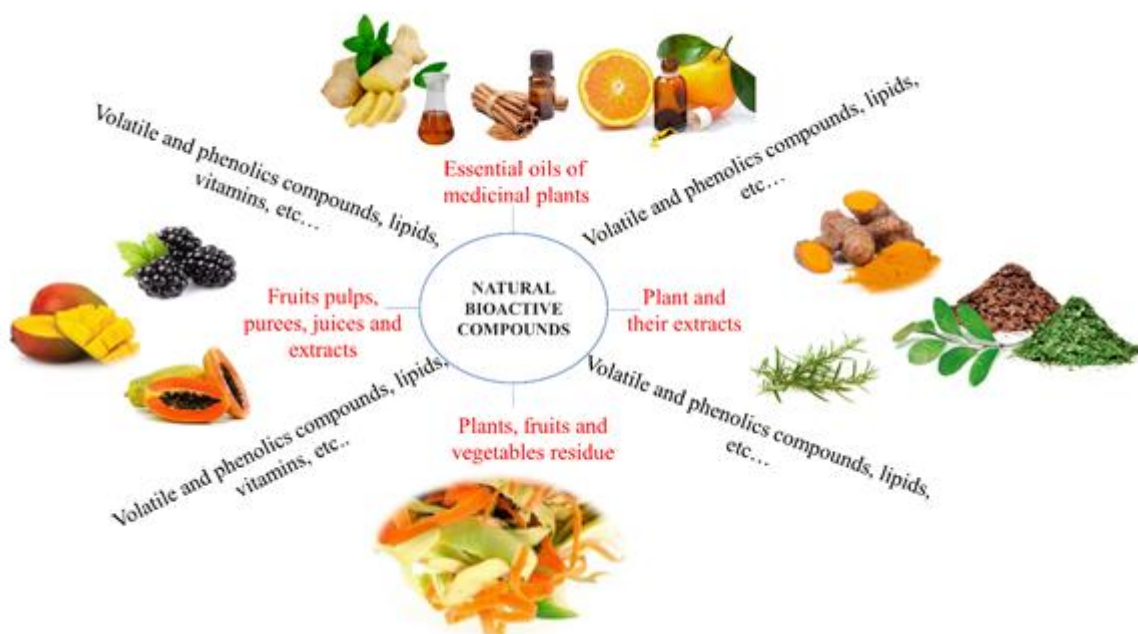 Volatile and phenolics compounds, lipids,
vitamins, etc…
Essential oils of
medicinal plants
Volatile and phenolics compounds, lipids,
etc…
Fruits pulps,
purees, juices and
extracts
NATURAL
BIOACTIVE
COMPOUNDS
Plant and
their extracts
Volatile and phenolics compounds, lipids,
vitamins, etc..
Plants, fruits and
vegetables residue
Volatile and phenolics compounds, lipids,
etc…